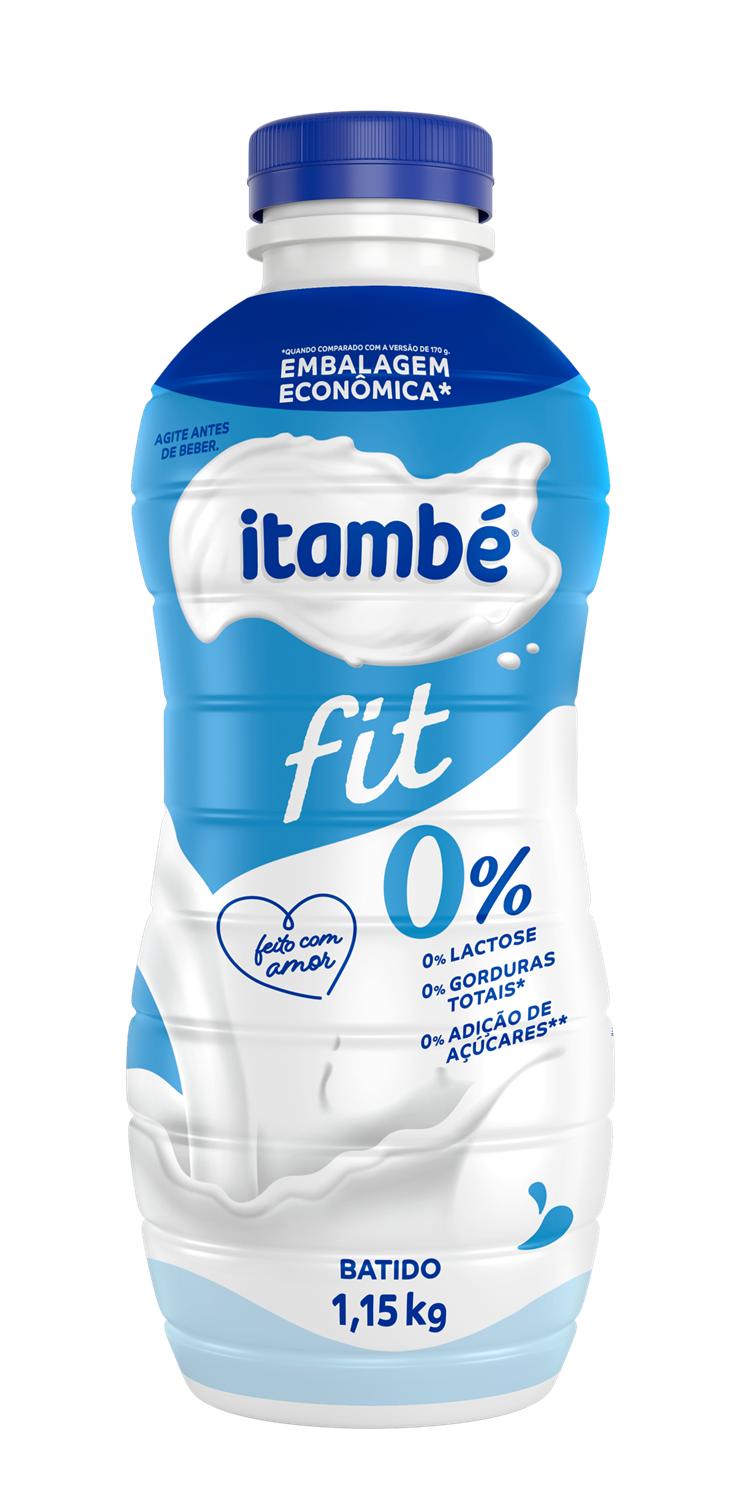 *QUANDO COMPARADO COM A VERSÃO DE 170 g.
EMBALAGEM
ECONÔMICA*
AGITE ANTES
DE BEBER.
itambé®
fit
0%
feito com
amor
0% LACTOSE
0% GORDURAS
TOTAIS*
0% ADIÇÃO DE
AÇÚCARES**
BATIDO
1,15 kg